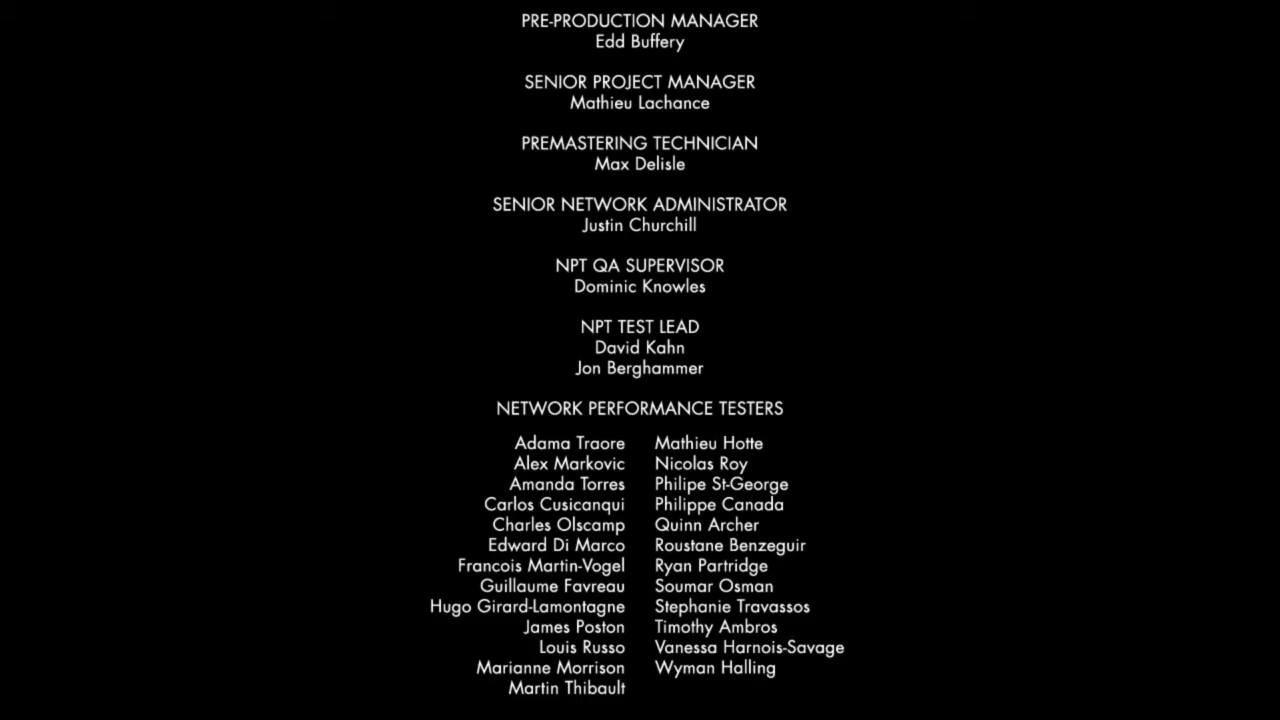 PRE-PRODUCTION MANAGER
Edd Buffery
SENIOR PROJECT MANAGER
Mathieu Lachance
PREMASTERING TECHNICIAN
Max Delisle
SENIOR NETWORK ADMINISTRATOR
Justin Churchill
NPT QA SUPERVISOR
Dominic Knowles
NPT TEST LEAD
David Kahn
Jon Berghammer
NETWORK PERFORMANCE TESTERS
Adama Traore
Alex Markovic
Amanda Torres
Carlos Cusicanqui
Charles Olscamp
Edward Di Marco
Francois Martin-Vogel
Guillaume Favreau
Hugo Girard-Lamontagne
James Poston
Louis Russo
Marianne Morrison
Martin Thibault
Mathieu Hotte
Nicolas Roy
Philipe St-George
Philippe Canada
Quinn Archer
Roustane Benzeguir
Ryan Partridge
Soumar Osman
Stephanie Travassos
Timothy Ambros
Vanessa Harnois-Savage
Wyman Halling